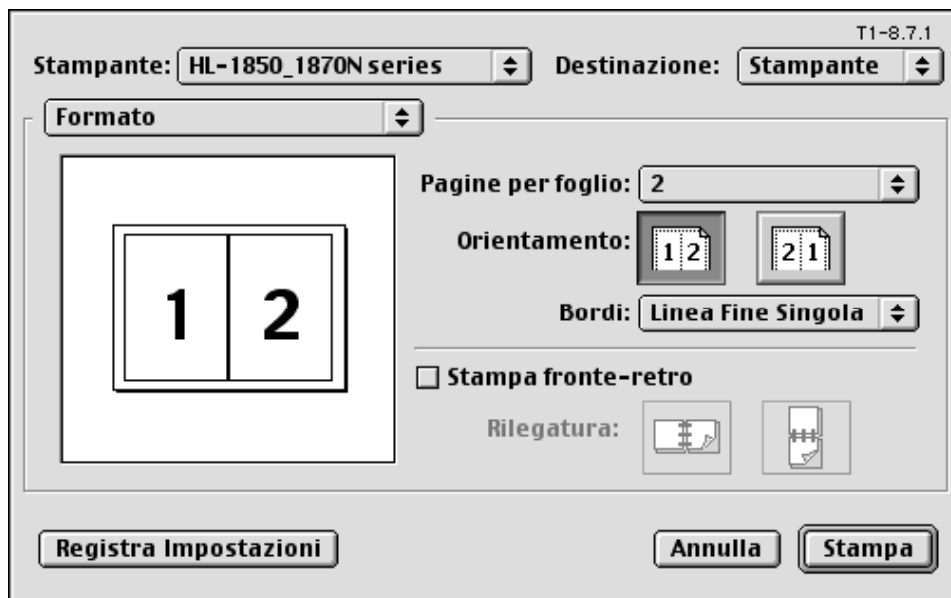 T1-8.7.1
Stampante: HL-1850_1870N series Destinazione: Stampante
Formato
Pagine per foglio: 2
Orientamento: 1 2 2 1
1 2
Bordi: Linea Fine Singola
Stampa fronte-retro
Rilegatura:
Registra Impostazioni Annulla Stampa